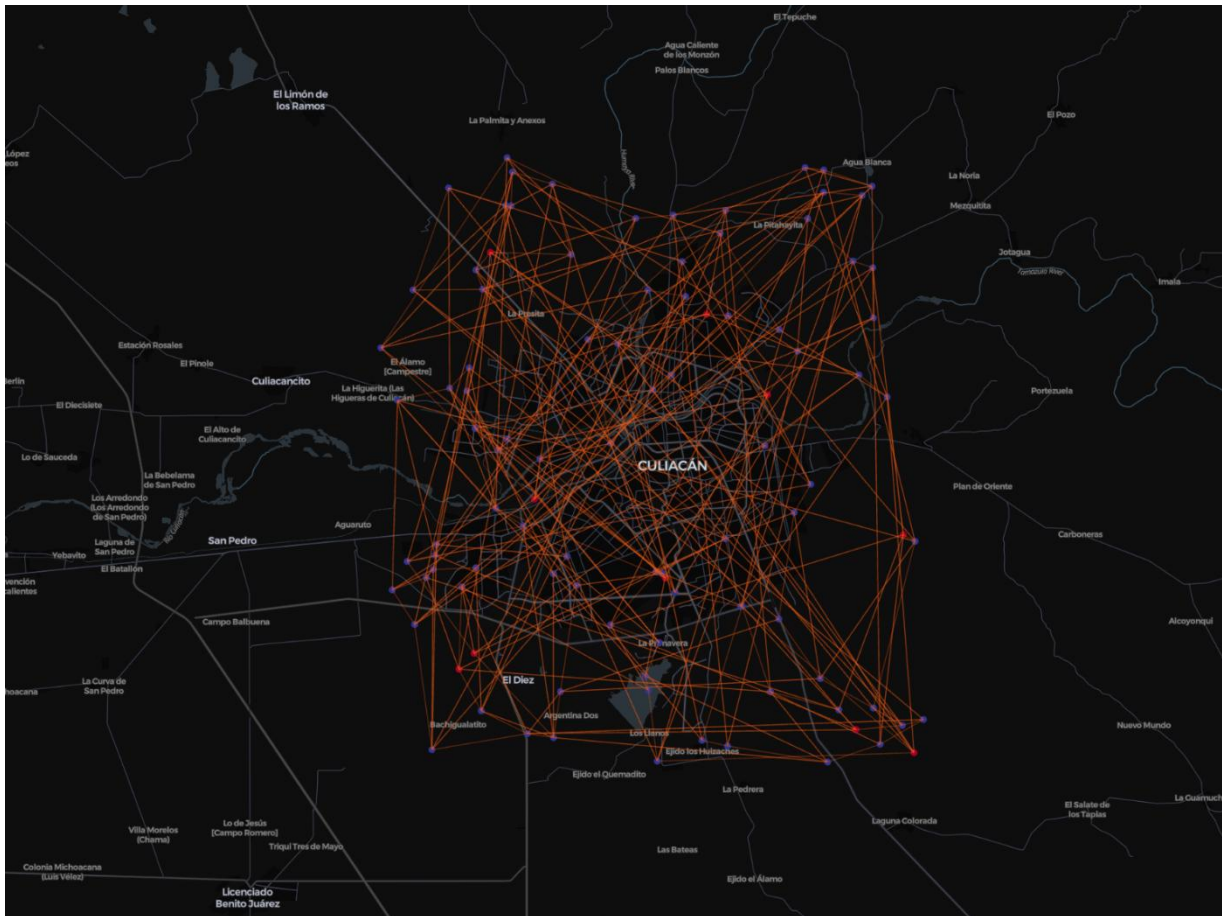 El Tepuche
Agua Caliente
de los Monzón
Palos Blancos
El Limón de
los Ramos
La Palmita y Anexos
El Pozo
López
Agua Blanca
La Noria
Mezquitita
La Pitahayita
Jotagua
Imala
La Presita
Estación Rosales
El Pinole
El Álamo
[Campestre]
Culiacancito
La Higuerita (Las
Higueras de Culiacán)
Portezuela
El Diecisiete
El Alto de
Culiacancito
Lo de Sauceda
CULIACÁN
La Bebelama
de San Pedro
Plan de Oriente
Los Arredondo
(Los Arredondo
de San Pedro)
Aguaruto
Carboneras
San Pedro
Laguna de
San Pedro
Yebavito
El Batallón
Campo Balbuena
Alcoyonqui
La Curva de
San Pedro
El Diez
Argentina Dos
Bachigualatito
Nuevo Mundo
Los Llanos
Ejido los Huizaches
Ejido el Quemadito
La Pedrera
El Salate de
los Tapias
Laguna Colorada
Lo de Jesús
[Campo Romero]
Villa Morelos
(Chama)
Triqui Tres de Mayo
Las Bateas
Colonia Michoacana
(Luis Vélez)
Ejido el Álamo
Licenciado
Benito Juárez